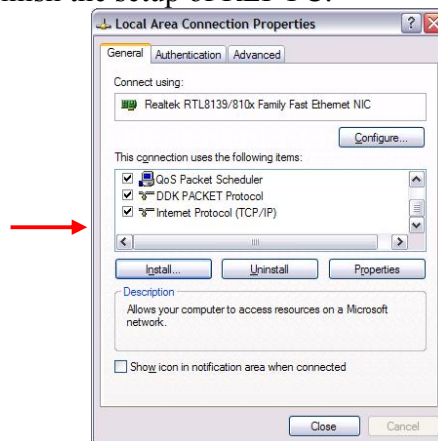 Local Area Connection Properties
General Authentication Advanced
Connect using:
Realtek RTL8139/810x Family Fast Ethernet NIC
Configure...
This connection uses the following items:
QoS Packet Scheduler
DDK PACKET Protocol
Internet Protocol (TCP/IP)
Install... Uninstall Properties
Description
Allows your computer to access resources on a Microsoft
network.
Show icon in notification area when connected
Close Cancel